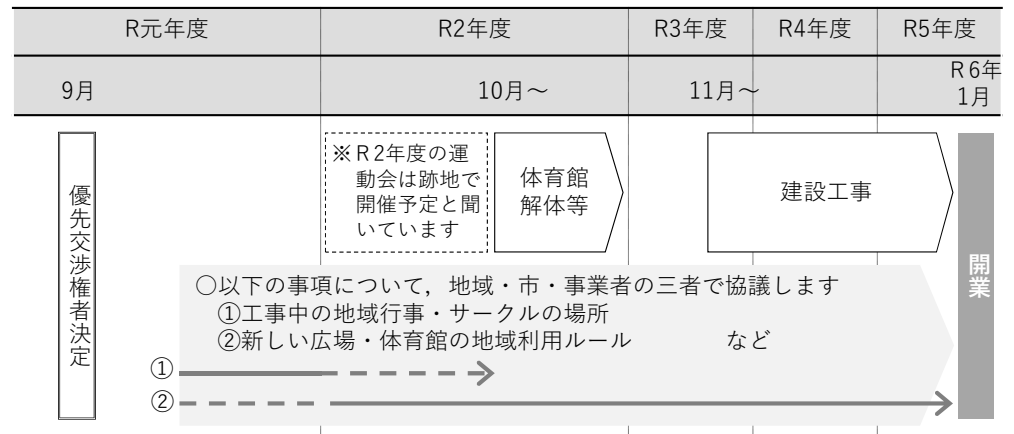 R元年度 R2年度 R3年度 R4年度 R5年度
9月 10月～ 11月～ R6年
1月
優先交渉権者決定
※R2年度の運
動会は跡地で
開催予定と聞
いています
体育館
解体等
建設工事
開業
○以下の事項について，地域・市・事業者の三者で協議します
①工事中の地域行事・サークルの場所
②新しい広場・体育館の地域利用ルール など
①
②